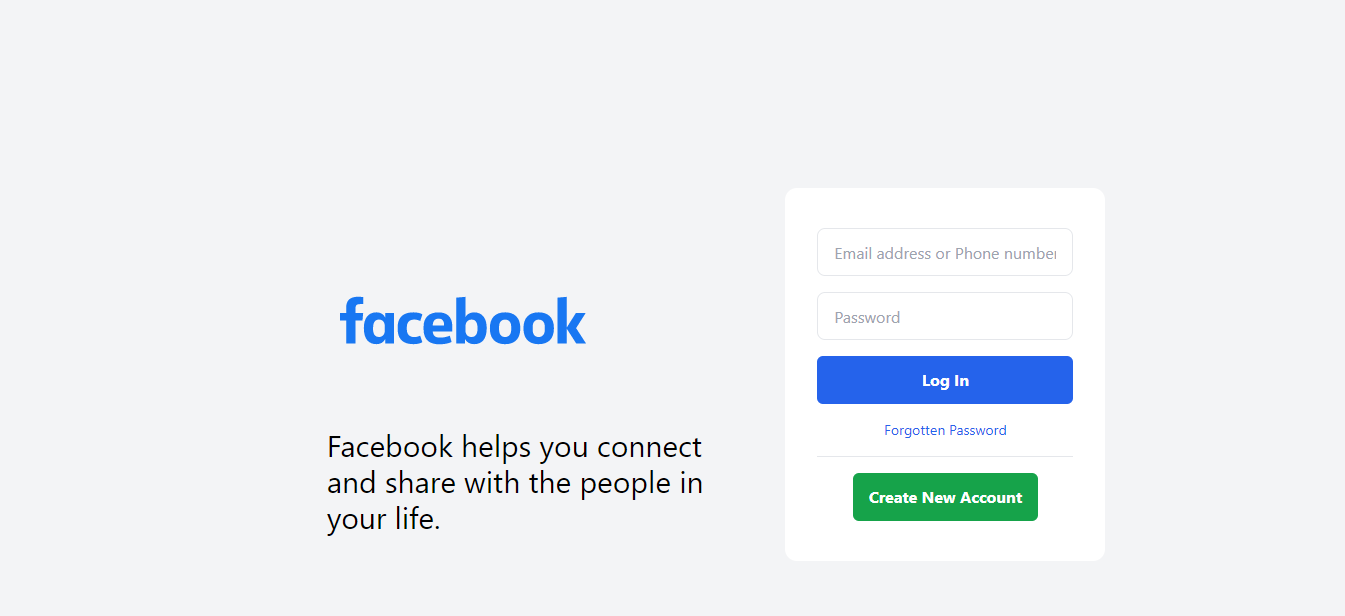 facebook
Facebook helps you connect
and share with the people in
your life.
Email address or Phone number
Password
Log In
Forgotten Password
Create New Account